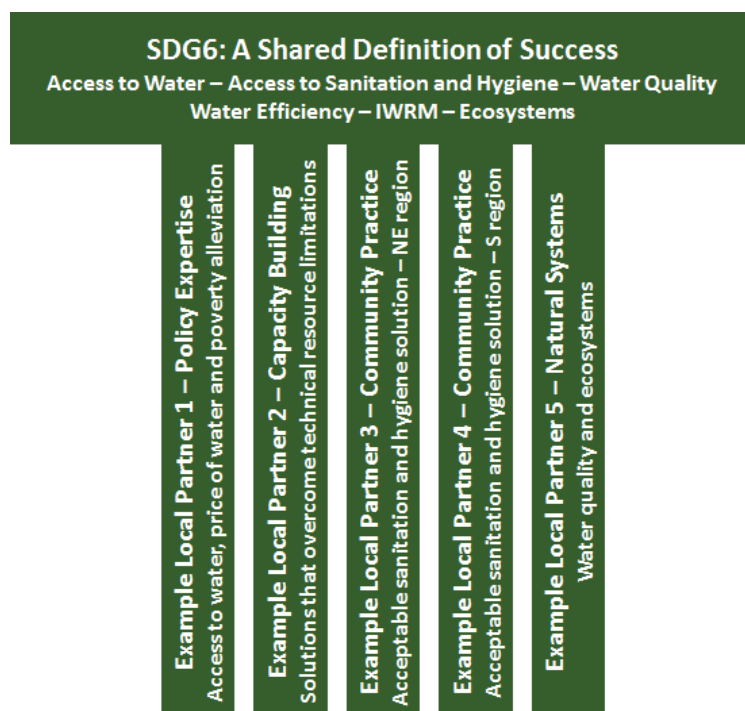 SDG6: A Shared Definition of Success
Access to Water – Access to Sanitation and Hygiene – Water Quality
Water Efficiency – IWRM – Ecosystems
Example Local Partner 1 – Policy Expertise
Access to water, price of water and poverty alleviation
Example Local Partner 2 – Capacity Building
Solutions that overcome technical resource limitations
Example Local Partner 3 – Community Practice
Acceptable sanitation and hygiene solution – NE region
Example Local Partner 4 – Community Practice
Acceptable sanitation and hygiene solution – S region
Example Local Partner 5 – Natural Systems
Water quality and ecosystems